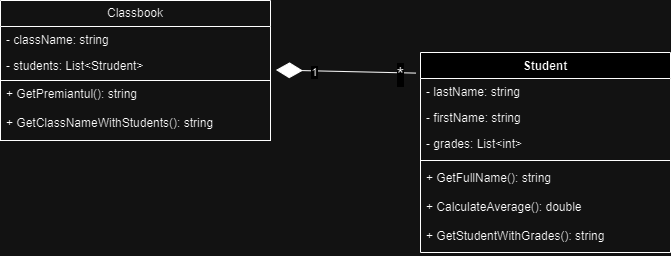 Classbook
- className: string
- students: List<Strudent>
+ GetPremiantul(): string
+ GetClassNameWithStudents(): string
1
*
Student
- lastName: string
- firstName: string
- grades: List<int>
+ GetFullName(): string
+ CalculateAverage(): double
+ GetStudentWithGrades(): string